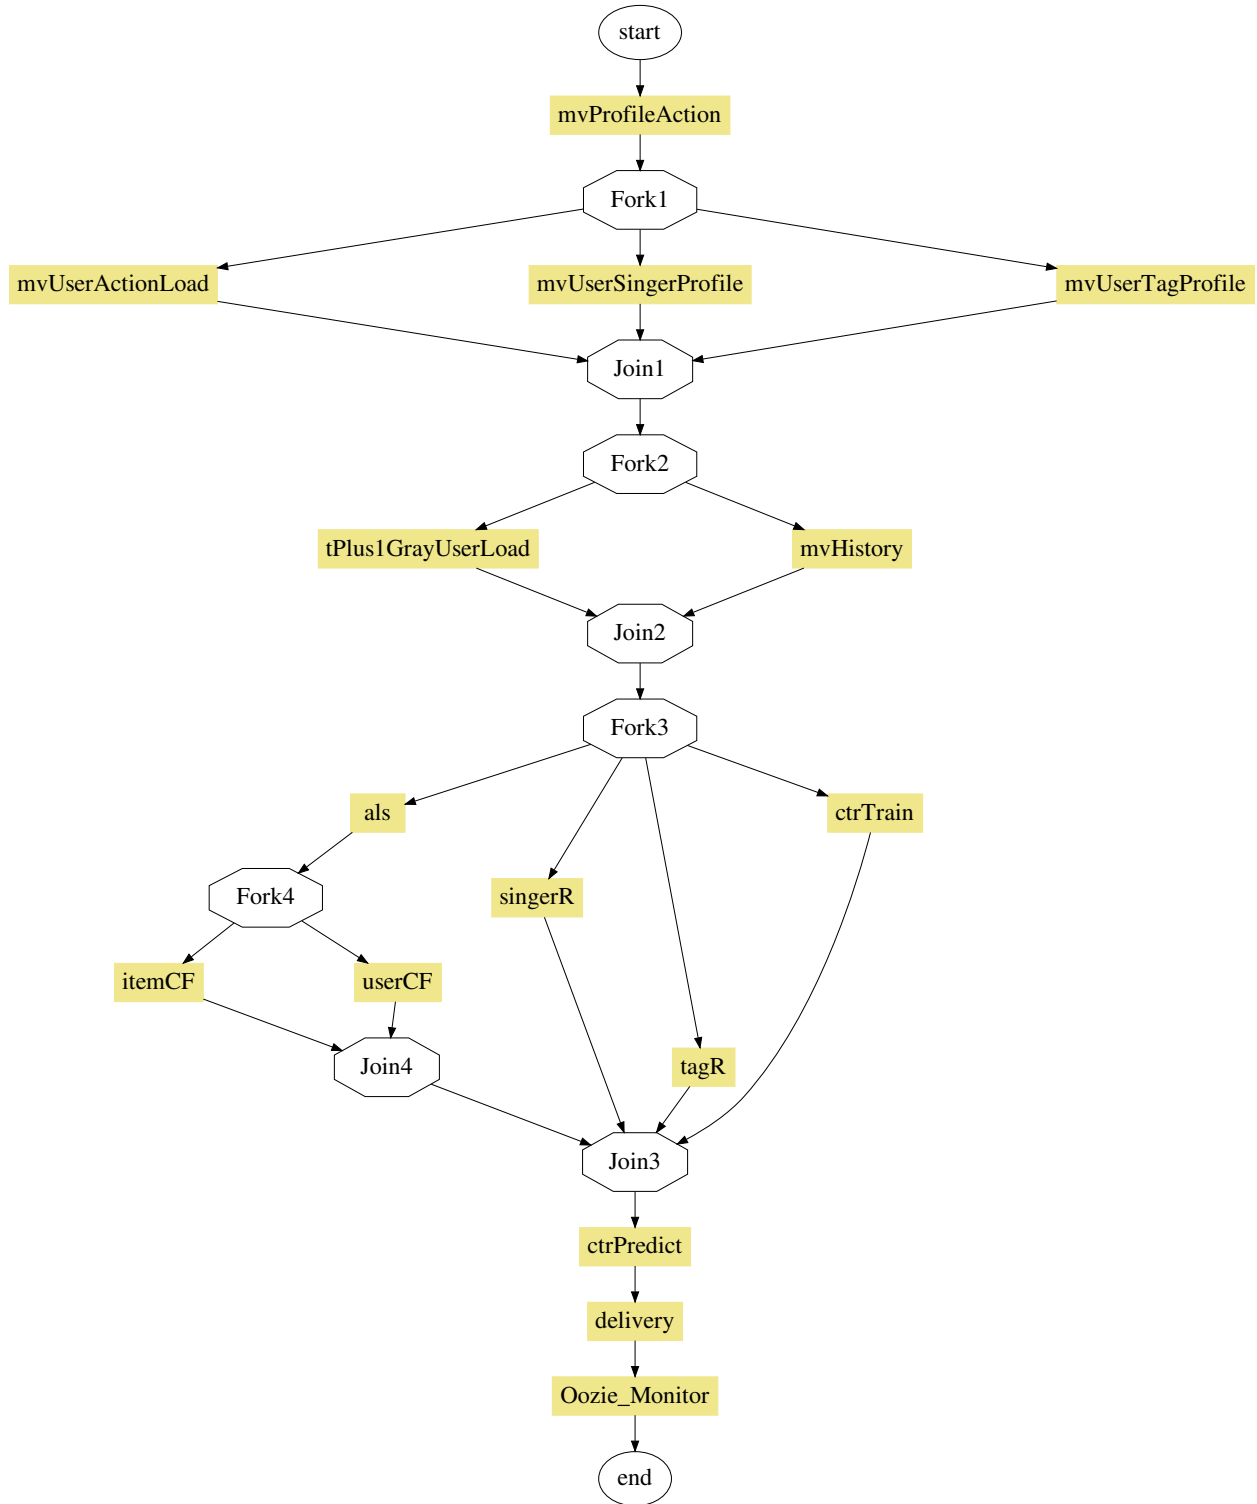 start
mvProfileAction
Fork1
mvUserActionLoad
mvUserSingerProfile
mvUserTagProfile
Join1
Fork2
tPlus1GrayUserLoad
mvHistory
Join2
Fork3
als
ctrTrain
Fork4
singerR
itemCF
userCF
Join4
tagR
Join3
ctrPredict
delivery
Oozie_Monitor
end